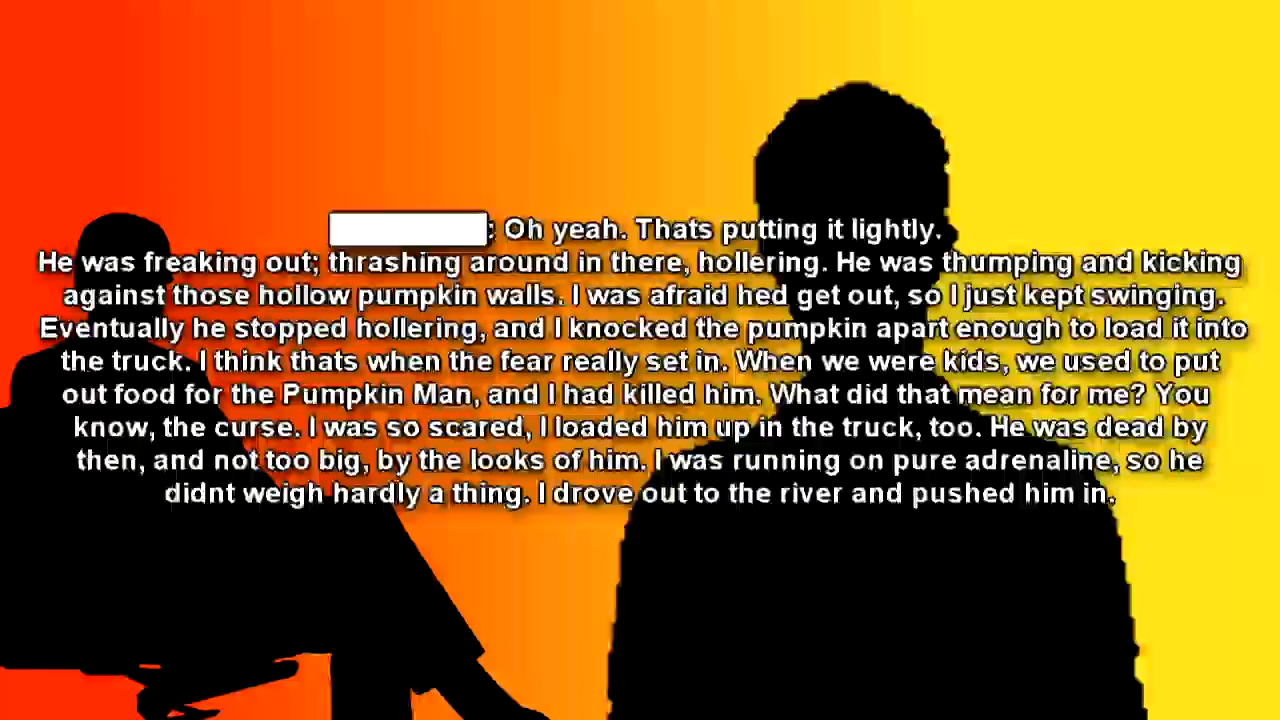 : Oh yeah. Thats putting it lightly.
He was freaking out; thrashing around in there, hollering. He was thumping and kicking
against those hollow pumpkin walls. I was afraid hed get out, so I just kept swinging.
Eventually he stopped hollering, and I knocked the pumpkin apart enough to load it into
the truck. I think thats when the fear really set in. When we were kids, we used to put
out food for the Pumpkin Man, and I had killed him. What did that mean for me? You
know, the curse. I was so scared, I loaded him up in the truck, too. He was dead by
then, and not too big, by the looks of him. I was running on pure adrenaline, so he
didnt weigh hardly a thing. I drove out to the river and pushed him in.